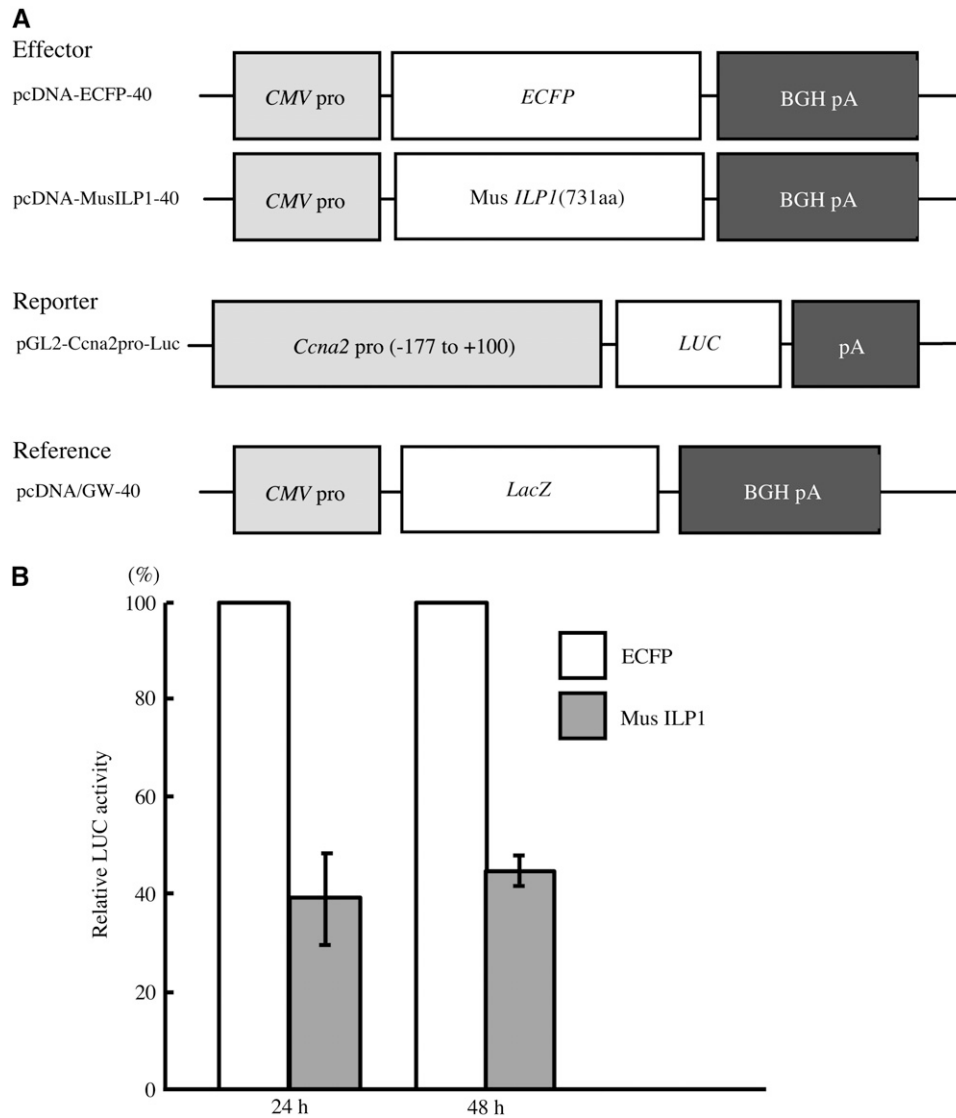 A
Effector
pcDNA-ECFP-40
CMV pro
ECFP
BGH pA
pcDNA-MusILP1-40
CMV pro
Mus ILP1(731aa)
BGH pA
Reporter
pGL2-Ccna2pro-Luc
Ccna2 pro (-177 to +100)
LUC
pA
Reference
pcDNA/GW-40
CMV pro
LacZ
BGH pA
B
(%)
100
80
60
40
20
0
Relative LUC activity
ECFP
Mus ILP1
24 h
48 h